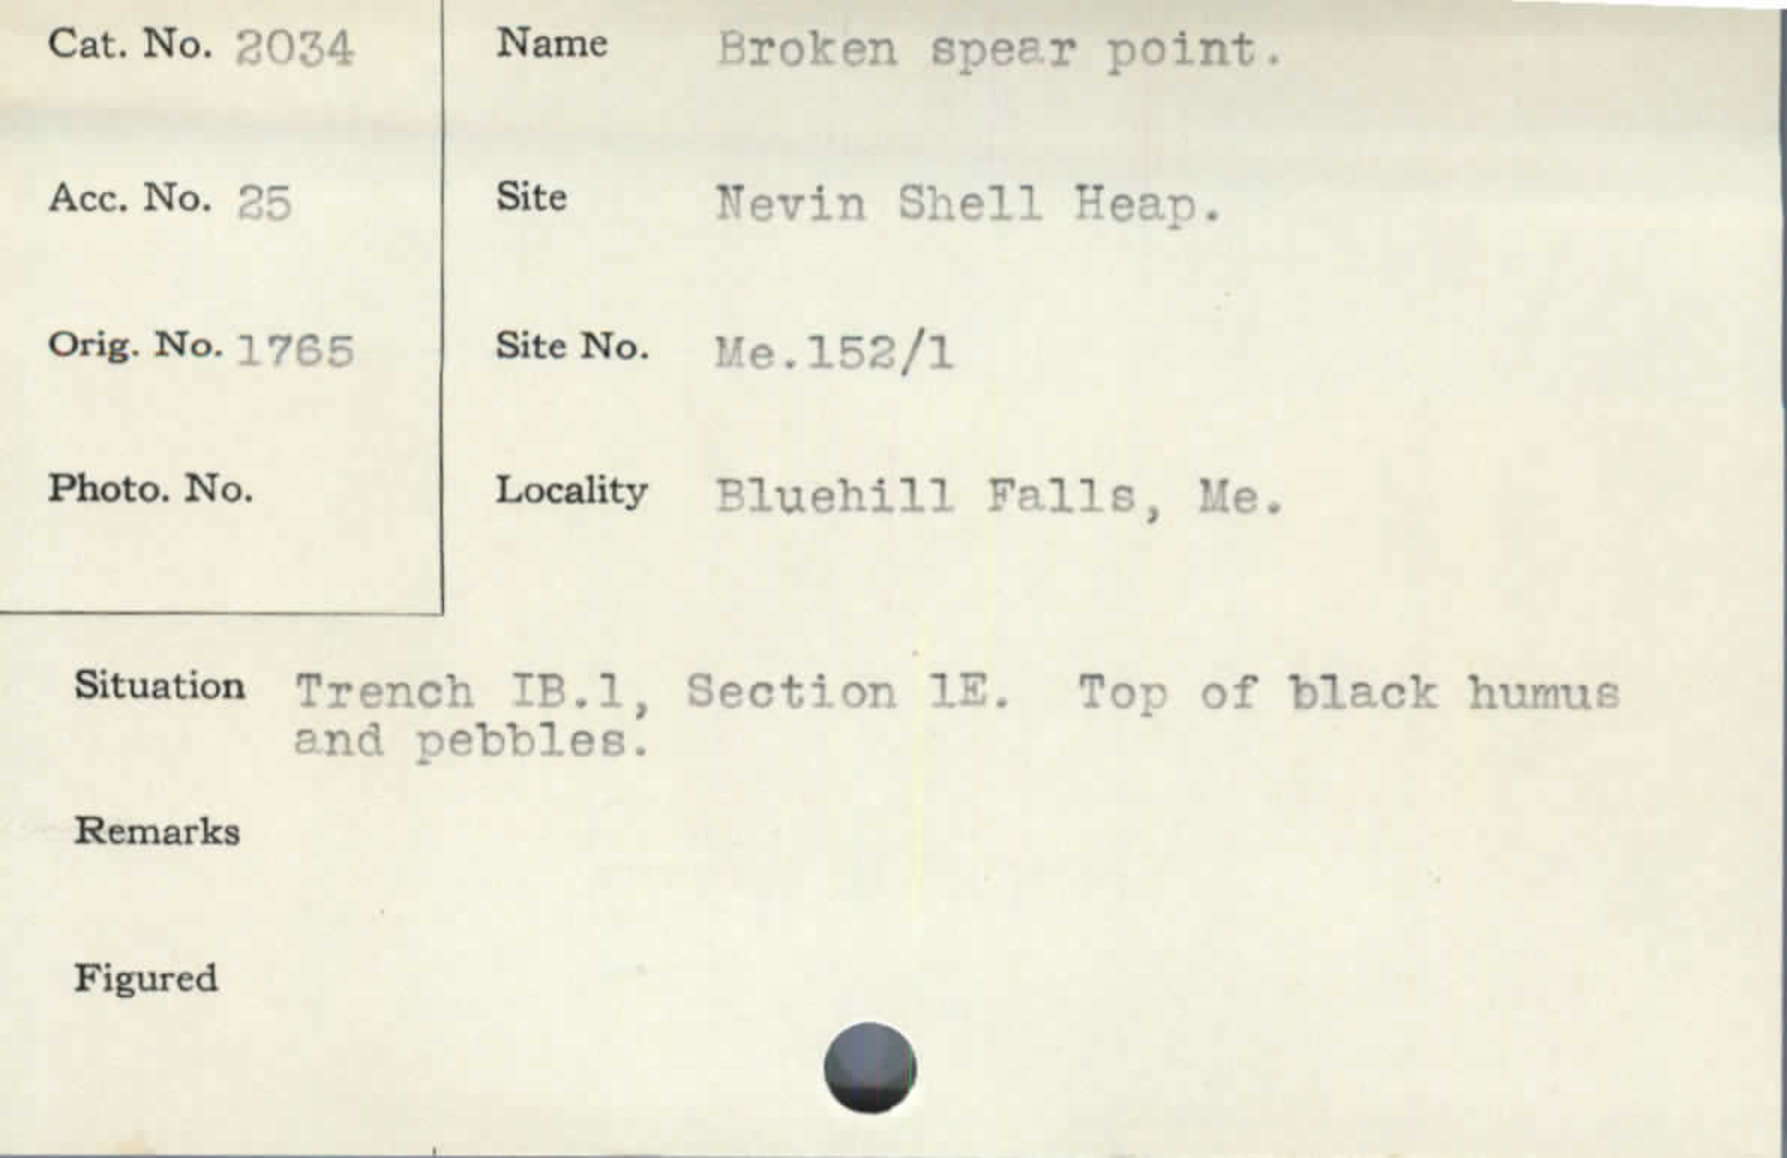 Cat. No. 2034
Name Broken spear point.
Acc. No. 25
Site Nevin Shell Heap.
Orig. No. 1765
Site No. Me.152/1
Photo. No.
Locality Bluehill Falls, Me.
Situation Trench IB.1, Section 1E. Top of black humus
and pebbles.
Remarks
Figured